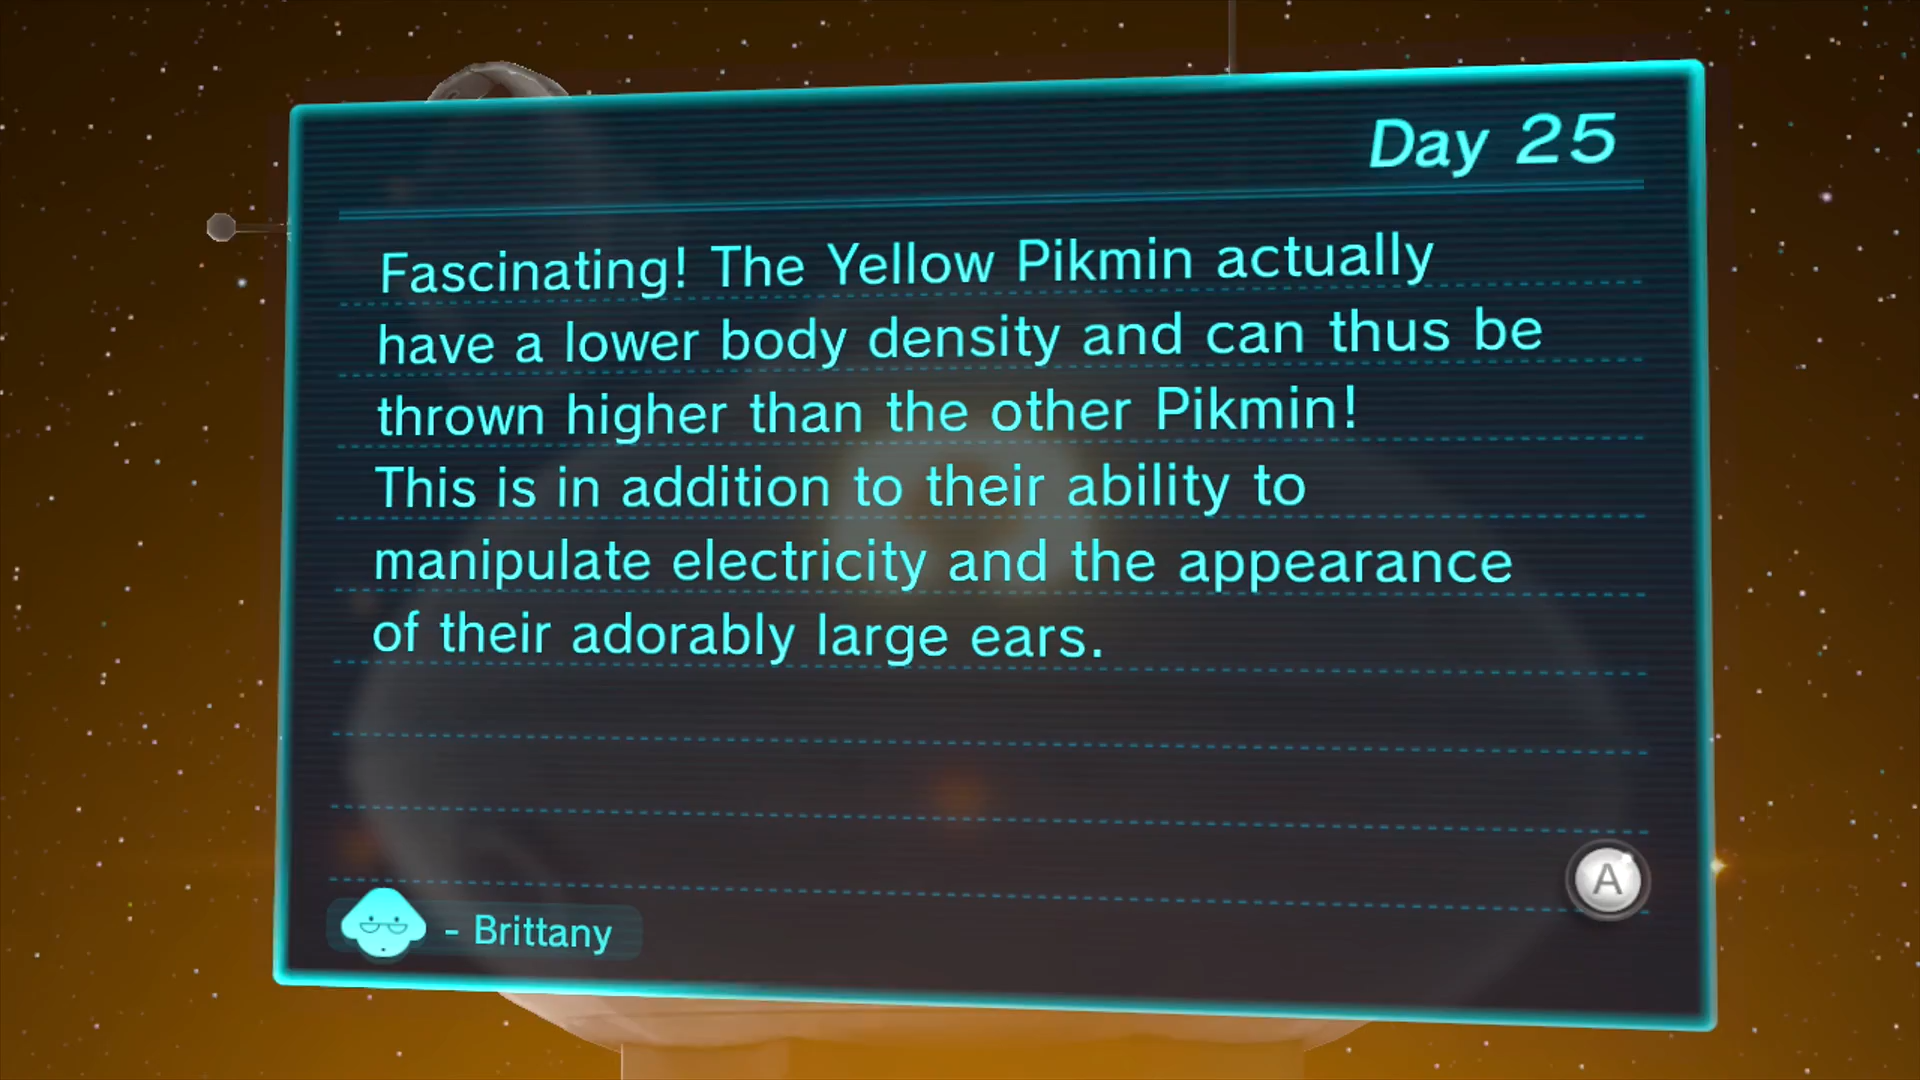 Day 25
Fascinating! The Yellow Pikmin actually
have a lower body density and can thus be
thrown higher than the other Pikmin!
This is in addition to their ability to
manipulate electricity and the appearance
of their adorably large ears.
A
- Brittany